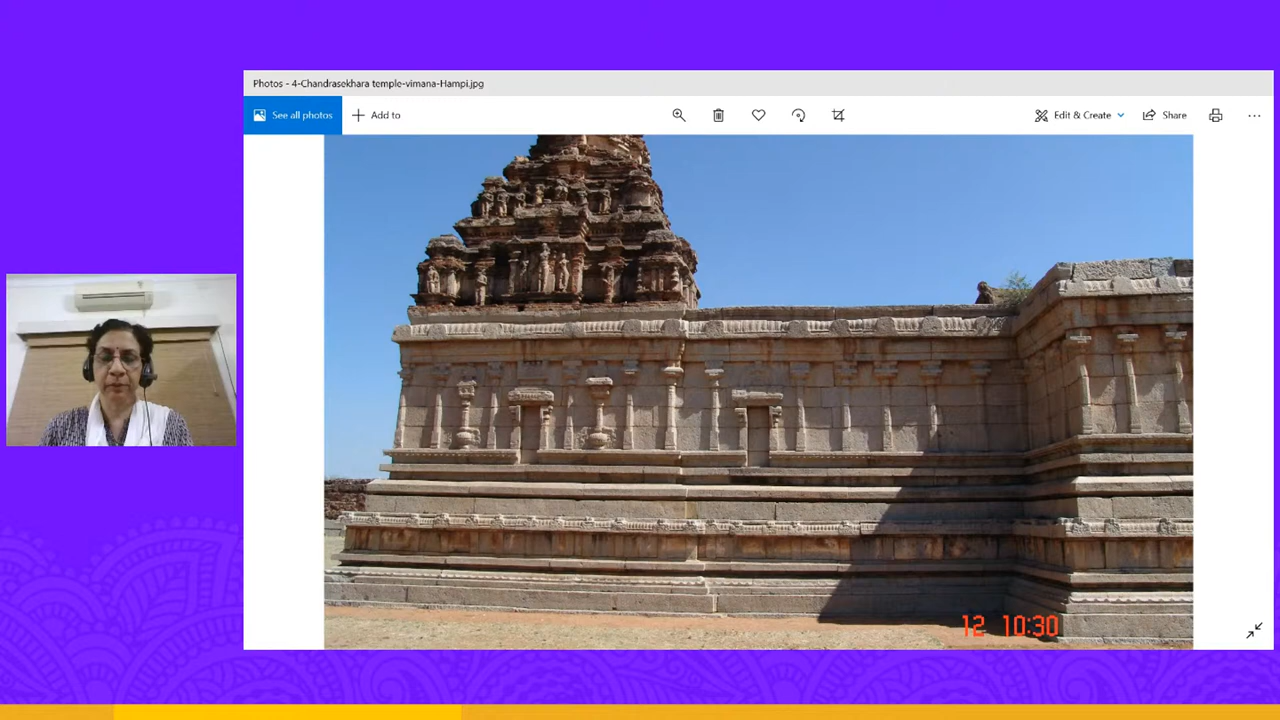 Photos - 4-Chandrasekhara temple-vimana-Hampi.jpg
See all photos
Add to
Edit & Create
Share
12 10:30